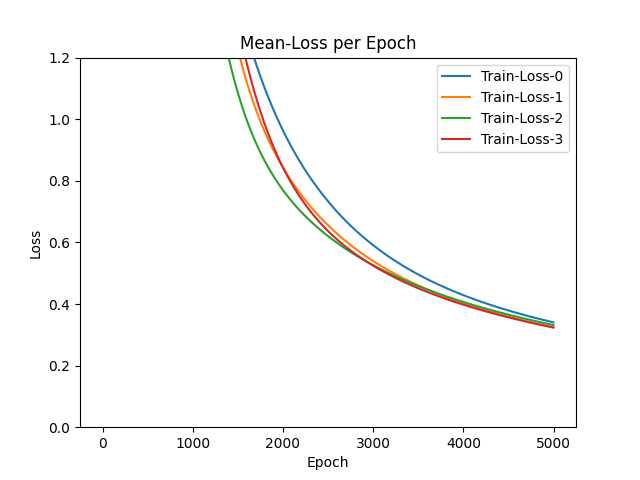 Mean-Loss per Epoch
1.2
1.0
0.8
0.6
0.4
0.2
0.0
Loss
Train-Loss-0
Train-Loss-1
Train-Loss-2
Train-Loss-3
0 1000 2000 3000 4000 5000
Epoch